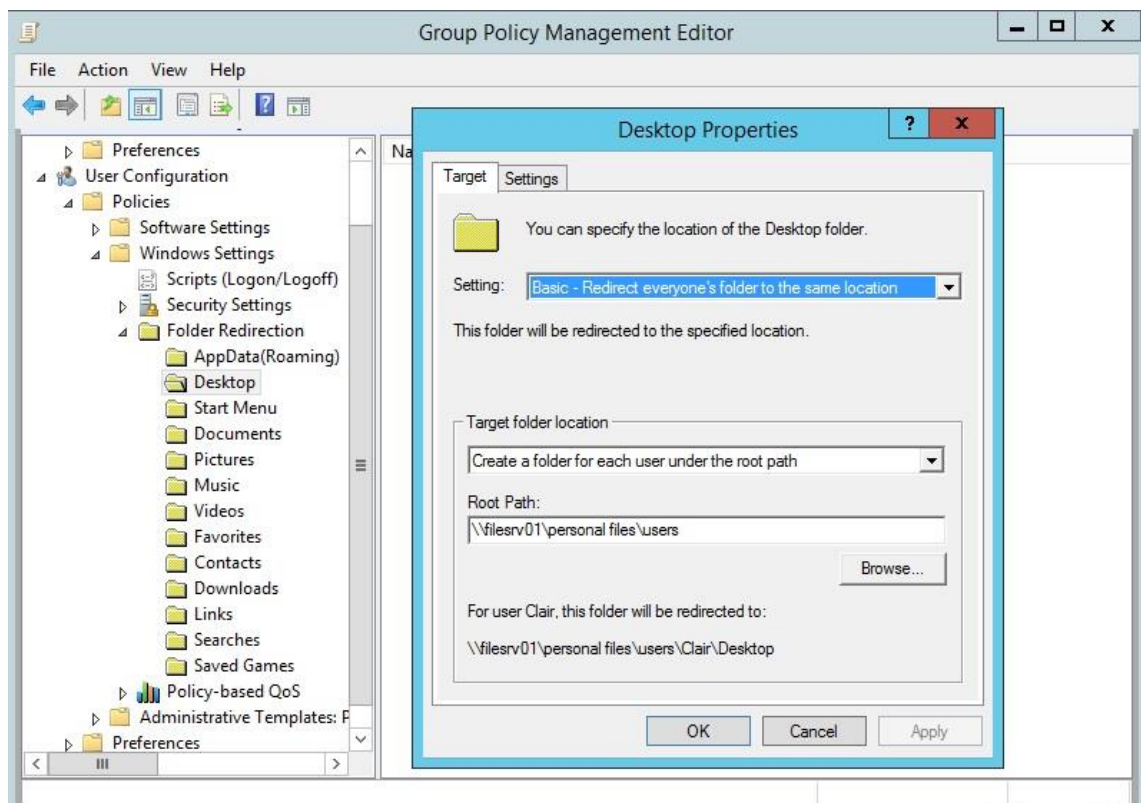 Group Policy Management Editor
File Action View Help
Preferences
User Configuration
Policies
Software Settings
Windows Settings
Scripts (Logon/Logoff)
Security Settings
Folder Redirection
AppData(Roaming)
Desktop
Start Menu
Documents
Pictures
Music
Videos
Favorites
Contacts
Downloads
Links
Searches
Saved Games
Policy-based QoS
Administrative Templates: P
Preferences
Na
Desktop Properties
? x
Target Settings
You can specify the location of the Desktop folder.
Setting: Basic - Redirect everyone's folder to the same location
This folder will be redirected to the specified location.
Target folder location
Create a folder for each user under the root path
Root Path:
\\filesrv01\personal files\users
Browse...
For user Clair, this folder will be redirected to:
\\filesrv01\personal files\users\Clair\Desktop
OK Cancel Apply